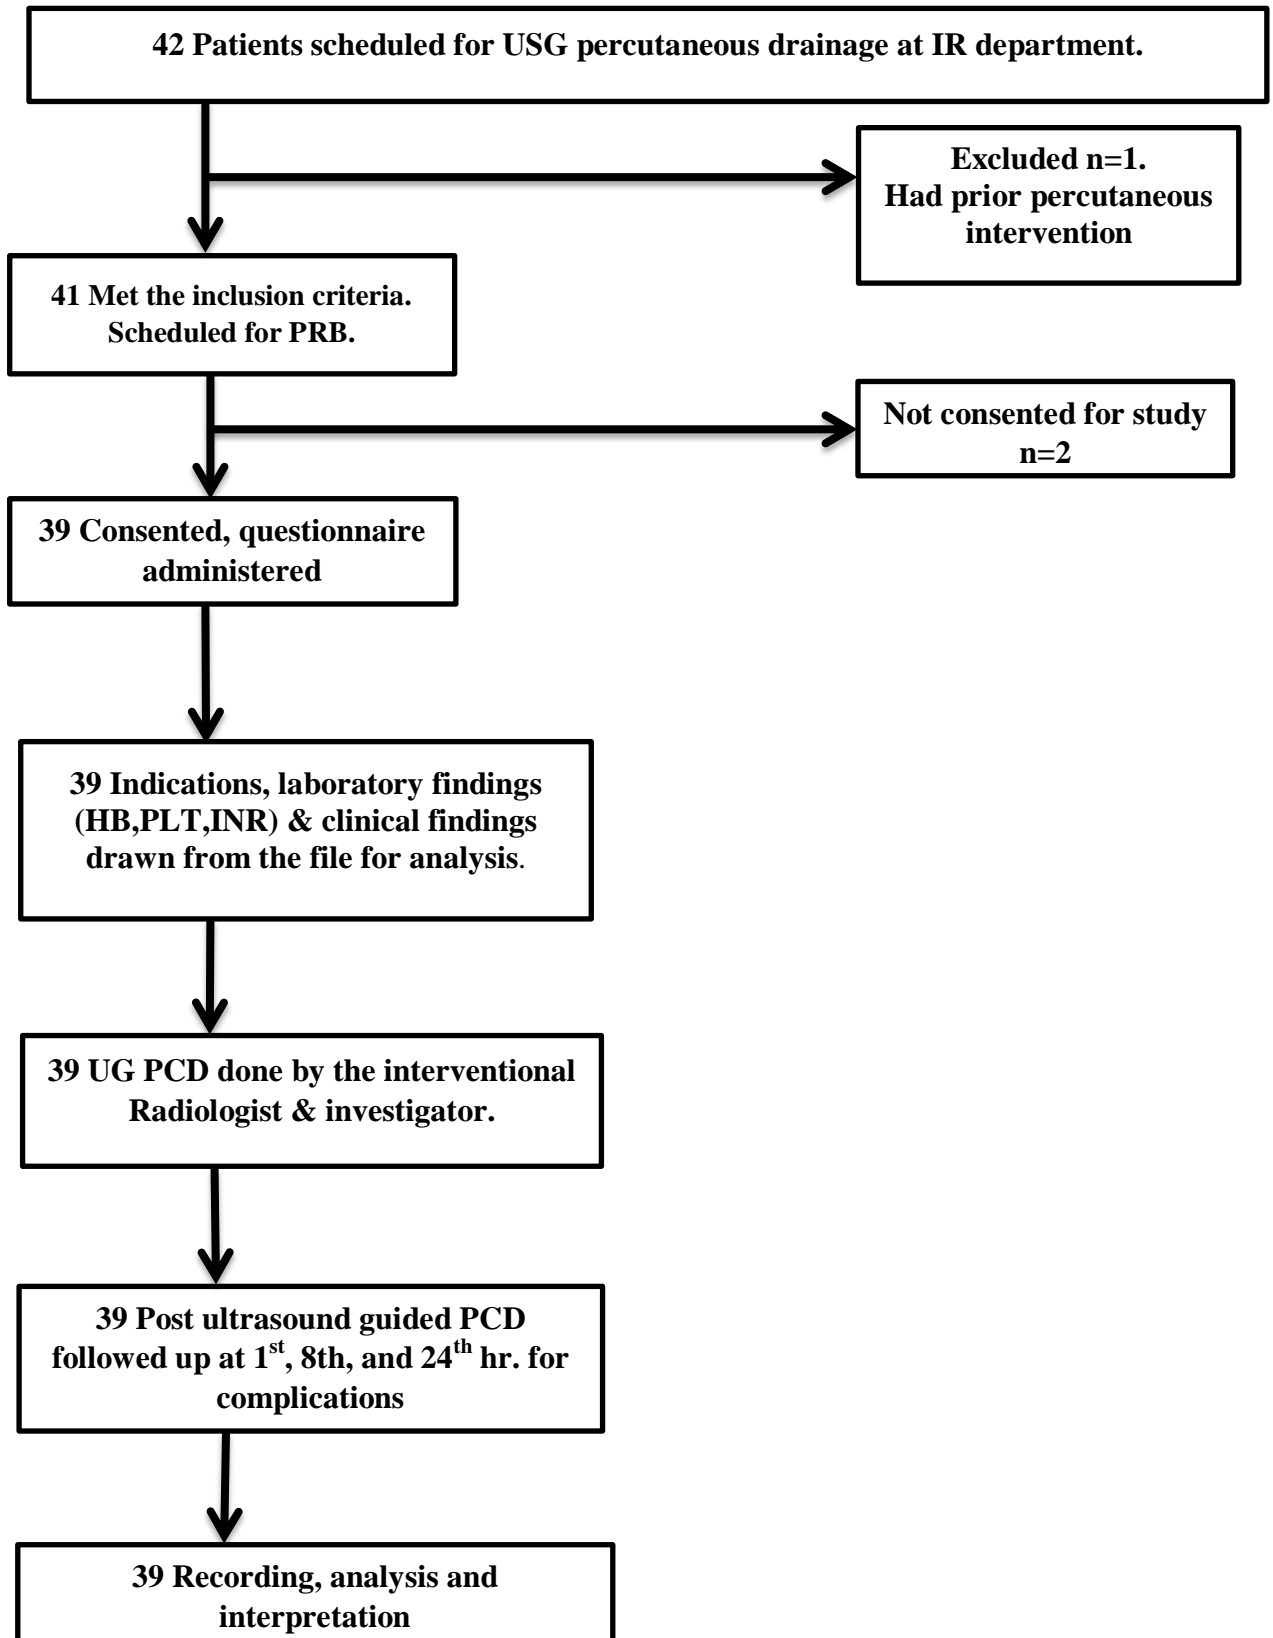 42 Patients scheduled for USG percutaneous drainage at IR department.
Excluded n=1.
Had prior percutaneous
intervention
41 Met the inclusion criteria.
Scheduled for PRB.
Not consented for study
n=2
39 Consented, questionnaire
administered
39 Indications, laboratory findings
(HB,PLT,INR) & clinical findings
drawn from the file for analysis.
39 UG PCD done by the interventional
Radiologist & investigator.
39 Post ultrasound guided PCD
followed up at 1st, 8th, and 24th hr. for
complications
39 Recording, analysis and
interpretation